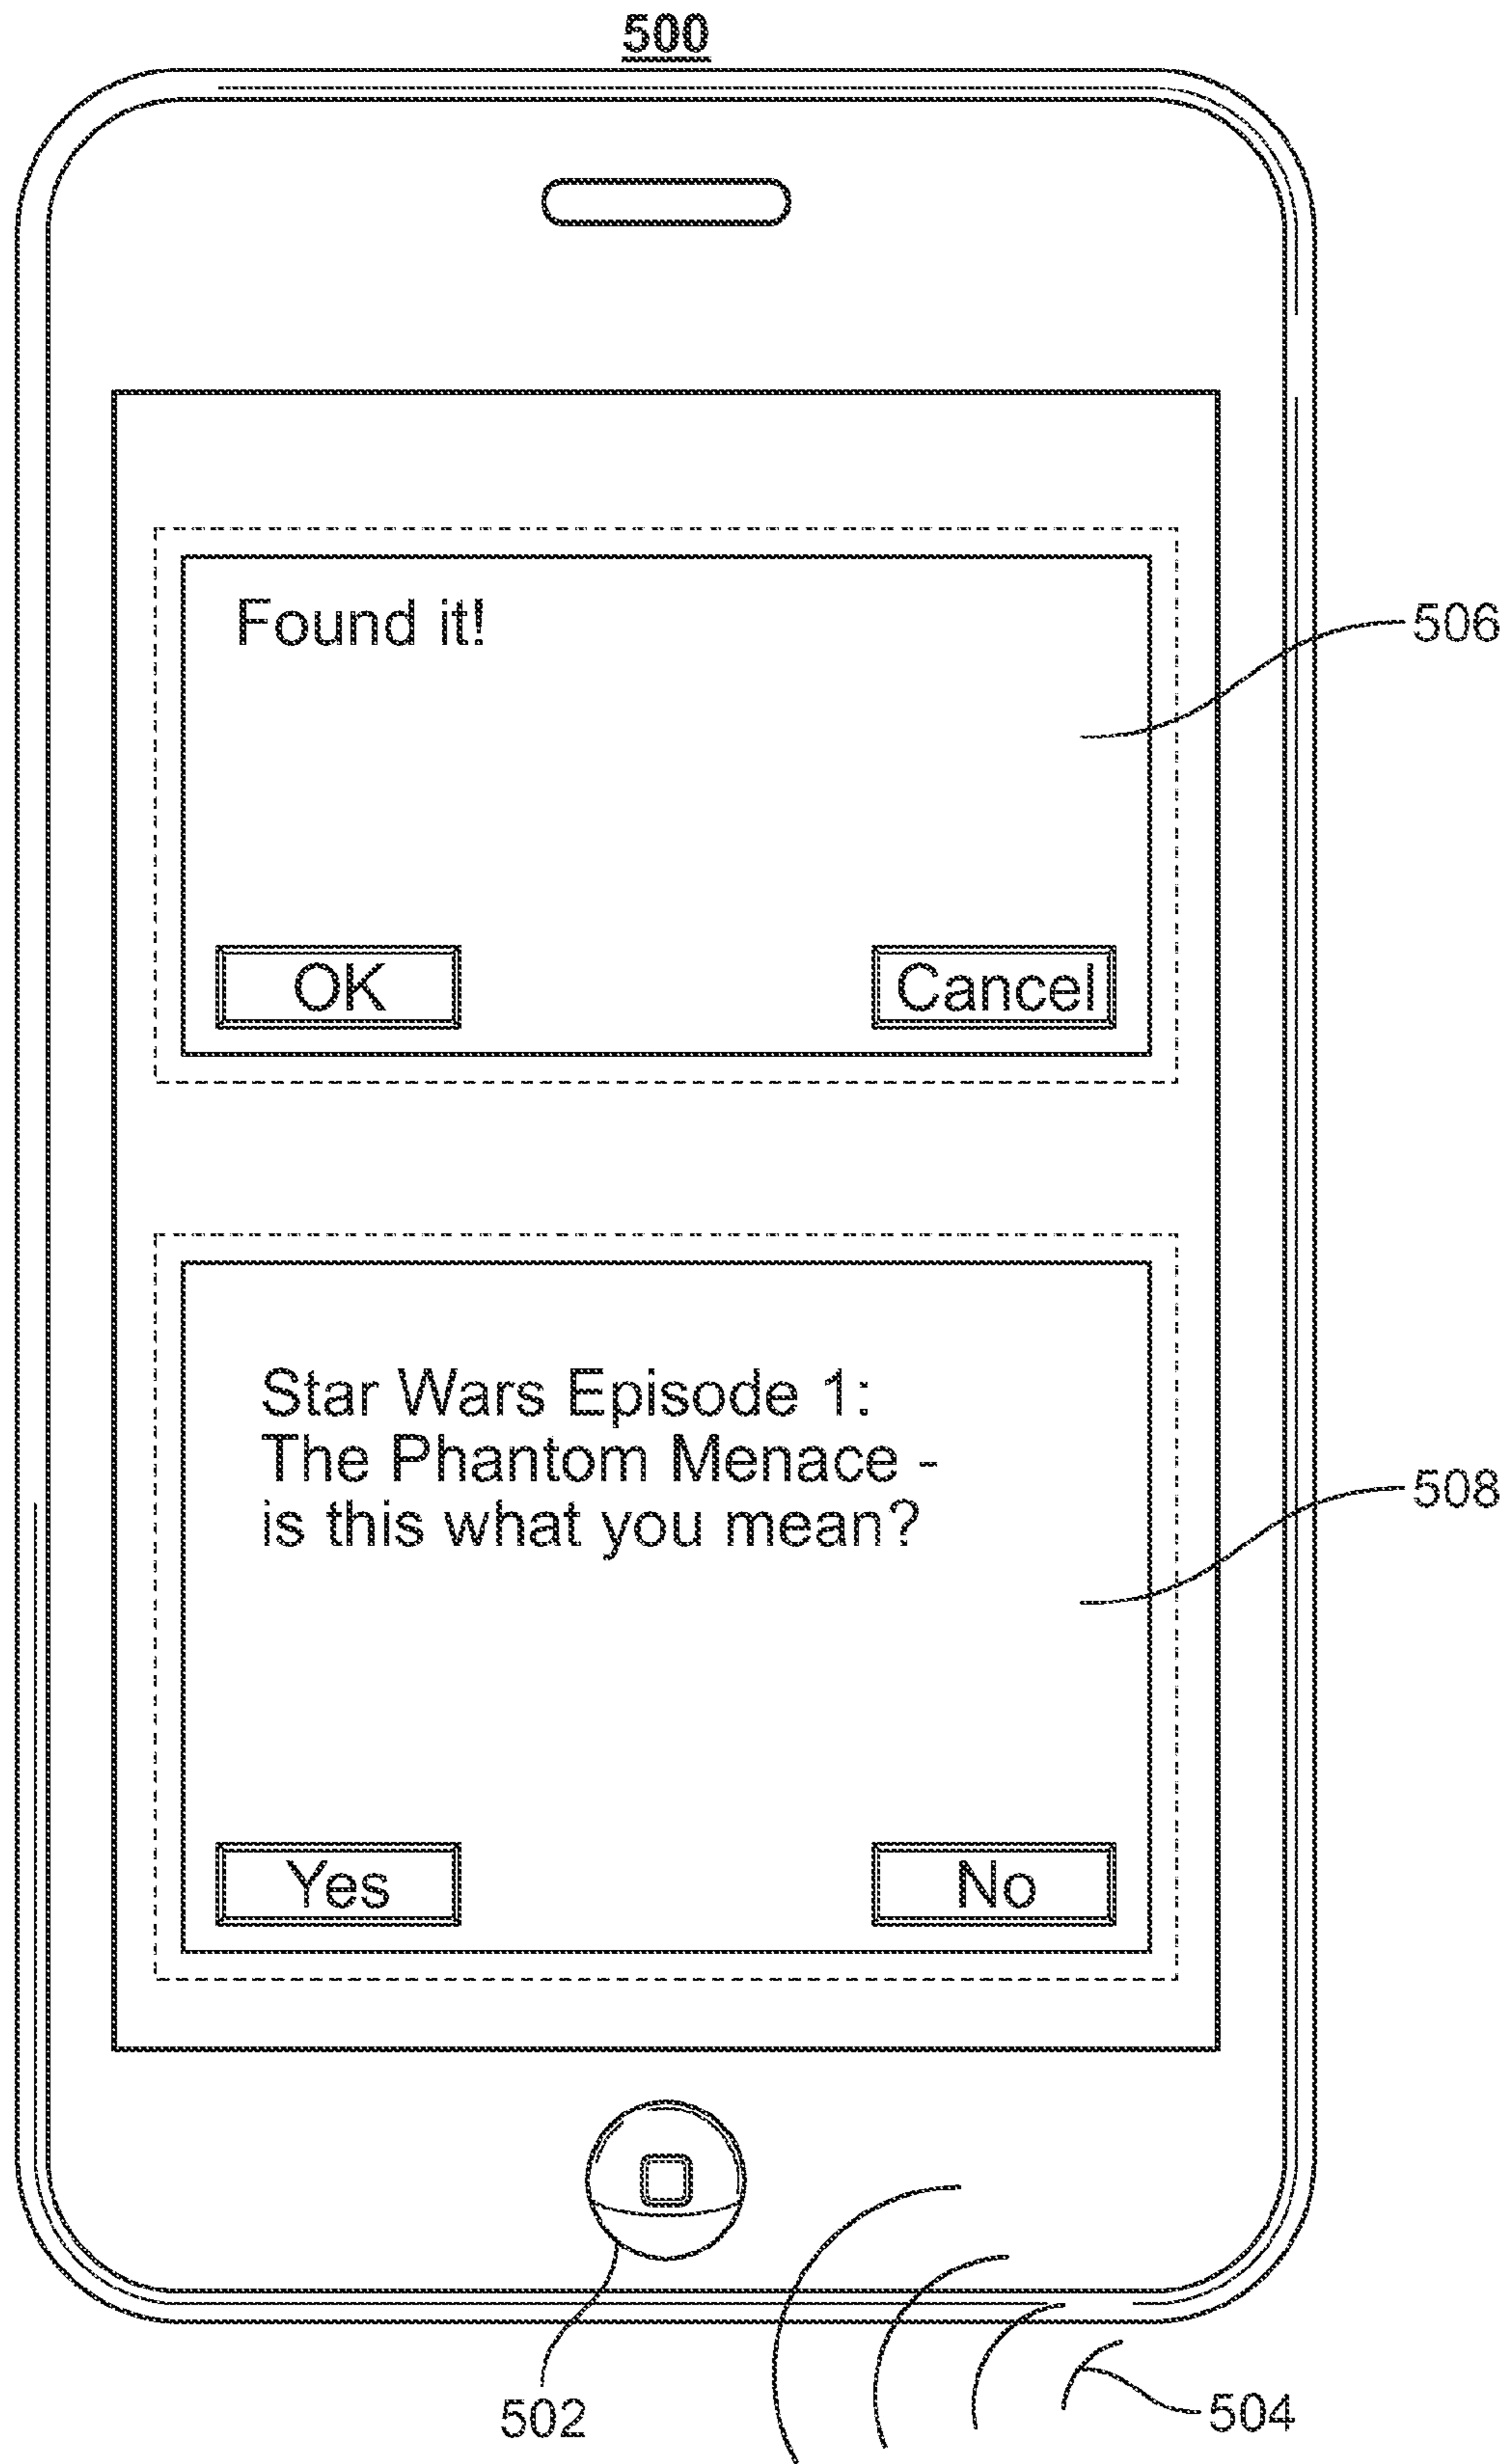 500
Found it!
506
OK
Cancel
Star Wars Episode 1:
The Phantom Menace -
is this what you mean?
508
Yes
No
502
504